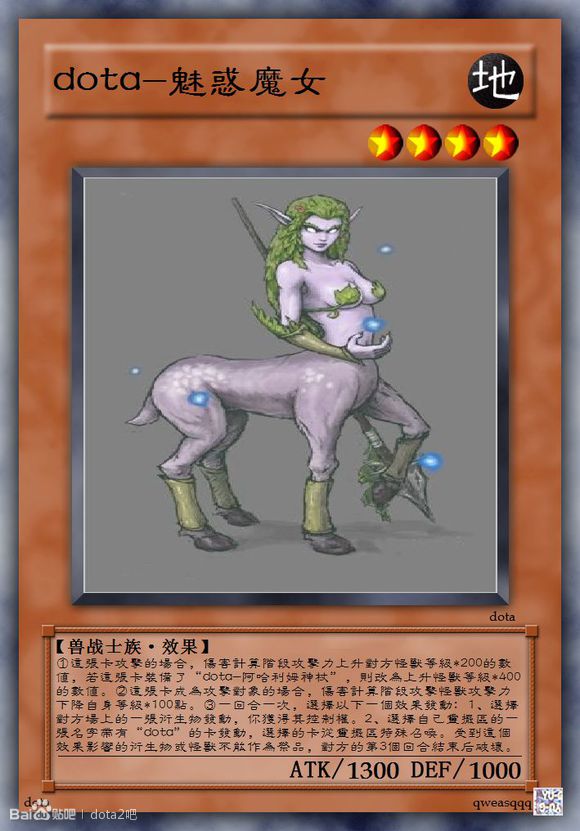 dota-魅惑魔女
地
dota
【兽战士族·效果】
①這張卡攻擊的場合，傷害計算階段攻擊力上升對方怪獸等級*200的數
值，若這張卡裝備了“dota-阿哈利姆神杖”，則改為上升怪獸等級*400
的數值。②這張卡成為攻擊對象的場合，傷害計算階段攻擊怪獸攻擊力
下降自身等級*100點。③一回合一次，選擇以下一個效果發動：1、選擇
對方場上的一張衍生物發動，你獲得其控制權。2、選擇自己靈擺區的一
張名字帶有“dota”的卡發動，選擇的卡從靈擺區特殊召喚。受到這個
效果影響的衍生物或怪獸不能作為祭品，對方的第3個回合結束后破壞。
ATK/1300 DEF/1000
Bai貼吧 | dota2吧
qweasqqq